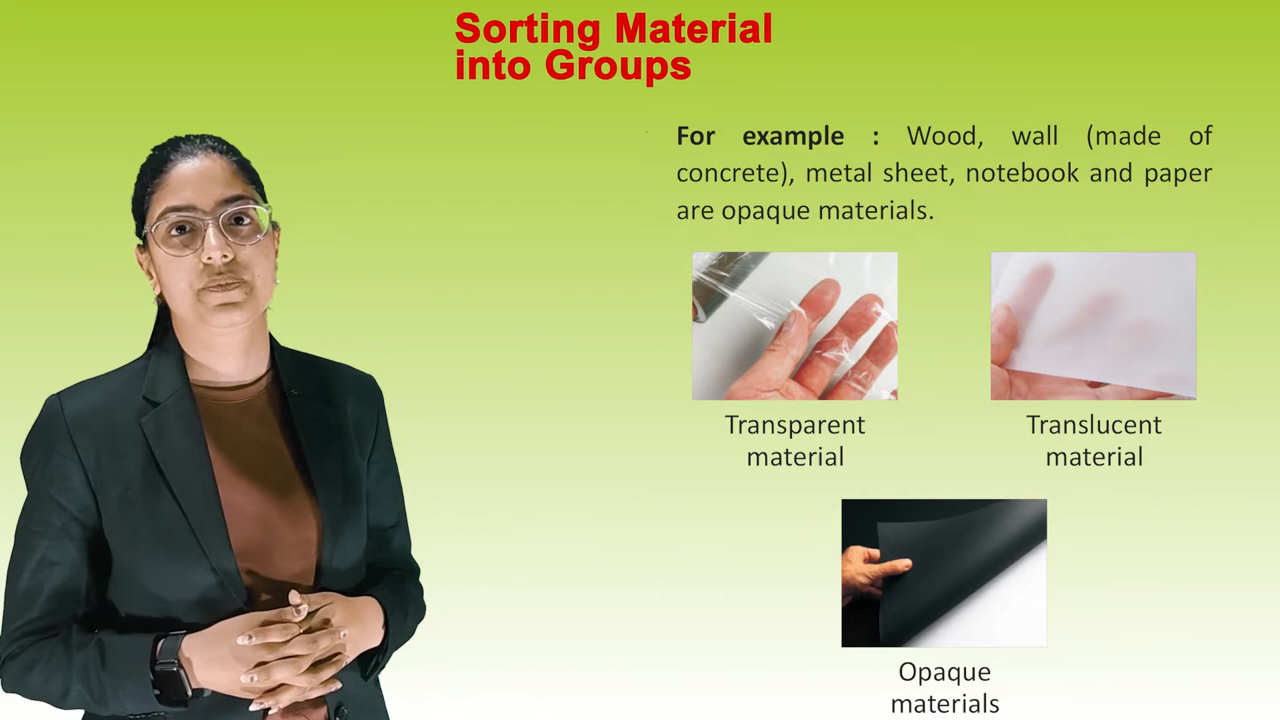 Sorting Material
into Groups
For example : Wood, wall (made of
concrete), metal sheet, notebook and paper
are opaque materials.
Transparent
material
Translucent
material
Opaque
materials